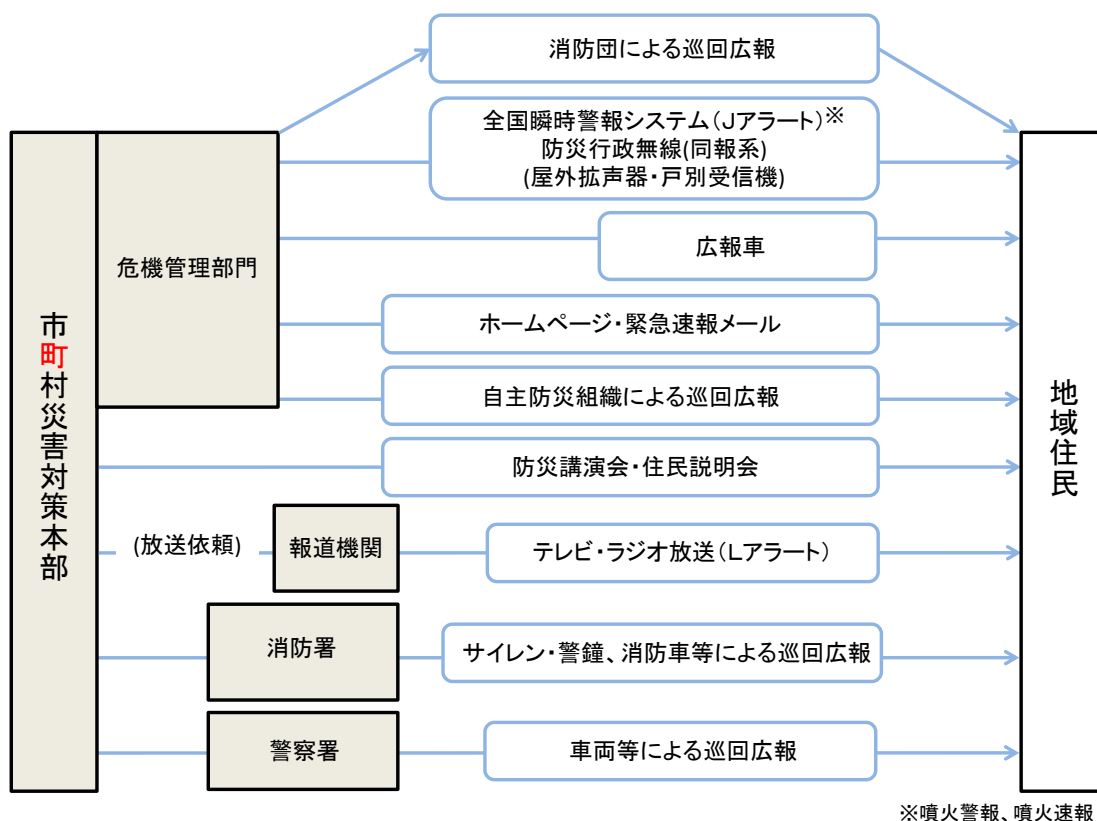 消防団による巡回広報
全国瞬時警報システム(Jアラート)※
防災行政無線(同報系)
(屋外拡声器・戸別受信機)
広報車
危機管理部門
ホームページ・緊急速報メール
自主防災組織による巡回広報
市町村災害対策本部
地域住民
防災講演会・住民説明会
(放送依頼)
報道機関
テレビ・ラジオ放送(Lアラート)
消防署
サイレン・警鐘、消防車等による巡回広報
警察署
車両等による巡回広報
※噴火警報、噴火速報